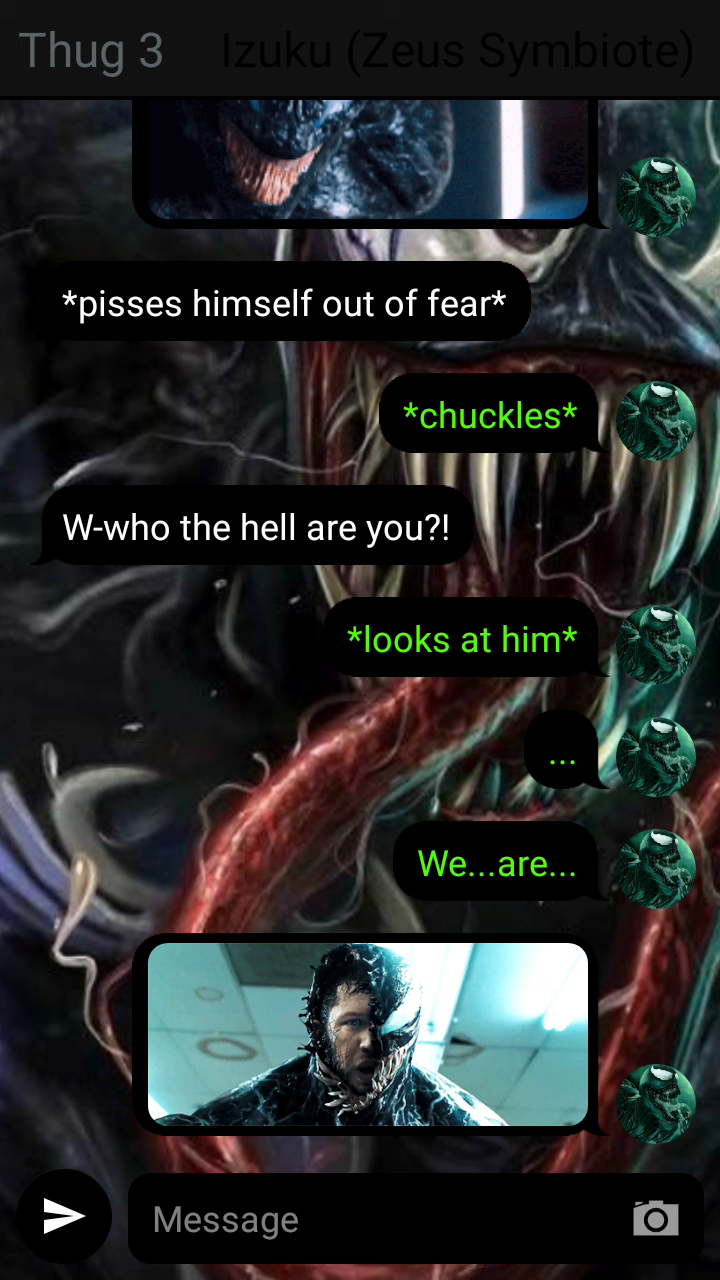 Thug 3 Izuku (Zeus Symbiote)
*pisses himself out of fear*
*chuckles*
W-who the hell are you?!
*looks at him*
...
We...are...
Message